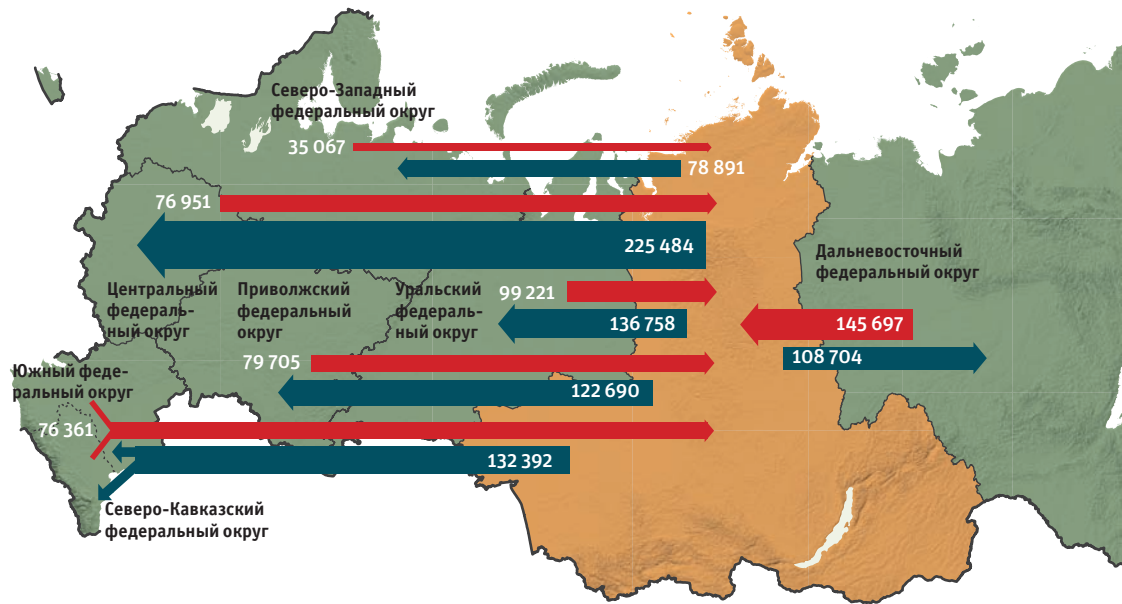 Северо-Западный
федеральный округ
35 067
78 891
76 951
225 484
Дальневосточный
федеральный округ
Центральный
федераль-
ный округ
Приволжский
федеральный
округ
Уральский
федераль-
ный округ
99 221
136 758
145 697
108 704
79 705
122 690
Южный феде-
ральный округ
76 361
132 392
Северо-Кавказский
федеральный округ